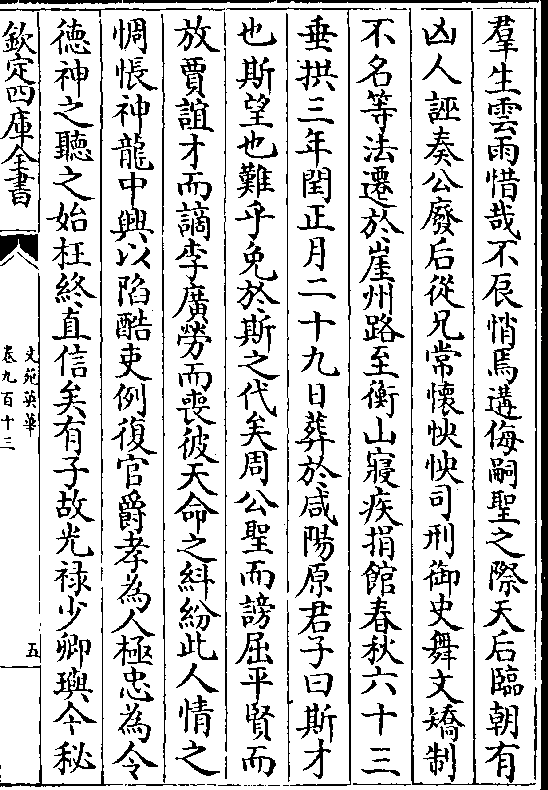 羣生雲雨惜哉不辰悄焉遘侮嗣聖之際天后臨朝有
凶人誣奏公廢后從兄常懷怏怏司刑御史舞文矯制
不名等法遷於崖州路至衡山寢疾捐館春秋六十三
垂拱三年閏正月二十九日葬於咸陽原君子曰斯才
也斯望也難乎免於斯之代矣周公聖而謗屈平賢而
放賈誼才而謫李廣勞而喪彼天命之糾紛此人情之
惆悵神龍中興以陷酷吏例復官爵孝為人極忠為令
徳神之聽之始枉終直信矣有子故光禄少卿璵今秘
欽定四庫全書
文苑英華
卷九百十三
五